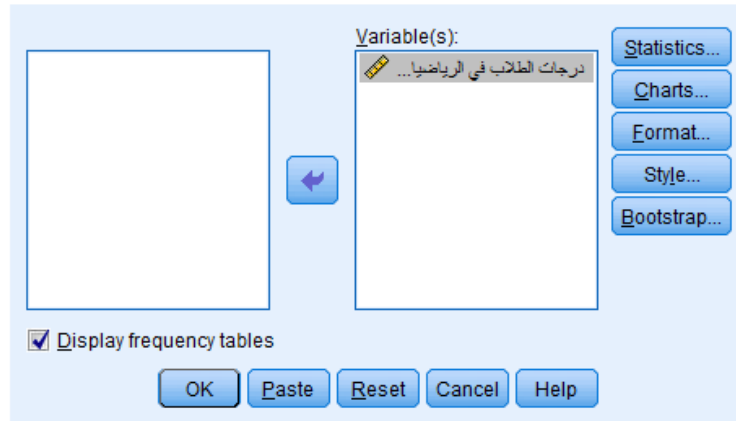 Variable(s):
درجات الطلاب في الرياضيا...
Statistics...
Charts...
Format...
Style...
Bootstrap...
Display frequency tables
OK Paste Reset Cancel Help